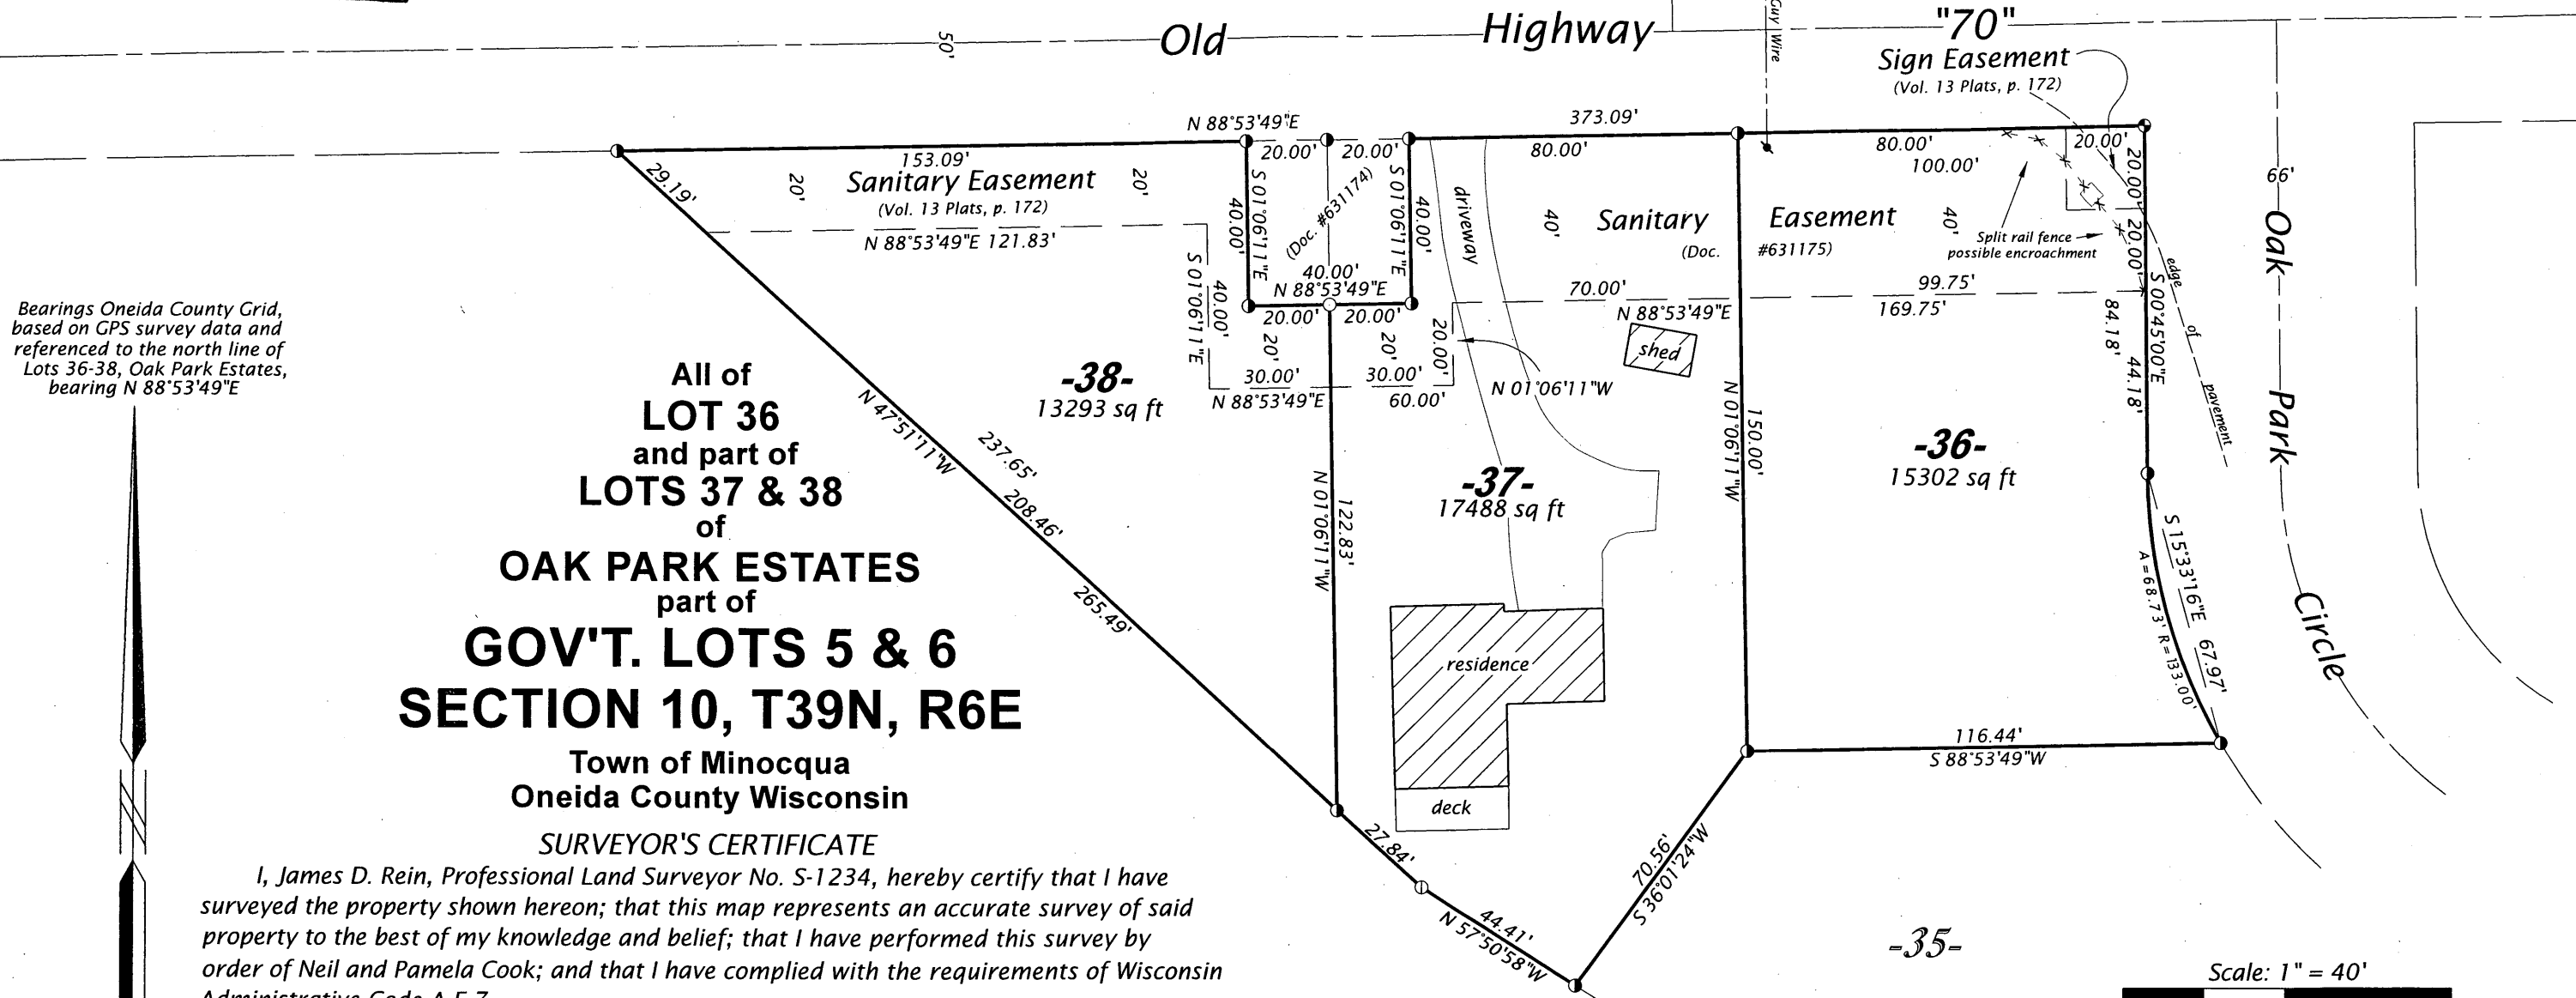 Old Highway "70"
50'
Guy Wire
Sign Easement
(Vol. 13 Plats, p. 172)
N 88°53'49"E
373.09'
153.09'
20.00'
20.00'
80.00'
80.00'
20.00'
100.00'
29.19'
20'
Sanitary Easement
20'
(Vol. 13 Plats, p. 172)
N 88°53'49"E 121.83'
S 01°06'11"E
40.00'
S 01°06'11"E
40.00'
(Doc. #631174)
S 01°06'11"E
40.00'
40.00'
N 88°53'49"E
20.00'
20.00'
20'
20'
20.00'
30.00'
30.00'
N 88°53'49"E
60.00'
N 01°06'11"W
driveway
40'
Sanitary Easement
40'
(Doc. #631175)
Split rail fence
possible encroachment
20.00'
20.00'
70.00'
N 88°53'49"E
99.75'
169.75'
shed
84.18'
44.18'
S 00°45'00"E
edge of pavement
66'
Oak Park Circle
Bearings Oneida County Grid,
based on GPS survey data and
referenced to the north line of
Lots 36-38, Oak Park Estates,
bearing N 88°53'49"E
-38-
13293 sq ft
-37-
17488 sq ft
-36-
15302 sq ft
N 47°51'11"W
237.65'
208.46'
265.49'
N 01°06'11"W
122.83'
N 01°06'11"W
150.00'
S 15°33'16"E 67.97'
A = 68.73' R = 133.00'
116.44'
S 88°53'49"W
residence
deck
27.84'
44.41'
N 57°50'58"W
70.56'
S 36°01'24"W
-35-
Scale: 1" = 40'
All of
LOT 36
and part of
LOTS 37 & 38
of
OAK PARK ESTATES
part of
GOV'T. LOTS 5 & 6
SECTION 10, T39N, R6E
Town of Minocqua
Oneida County Wisconsin
SURVEYOR'S CERTIFICATE
I, James D. Rein, Professional Land Surveyor No. S-1234, hereby certify that I have
surveyed the property shown hereon; that this map represents an accurate survey of said
property to the best of my knowledge and belief; that I have performed this survey by
order of Neil and Pamela Cook; and that I have complied with the requirements of Wisconsin